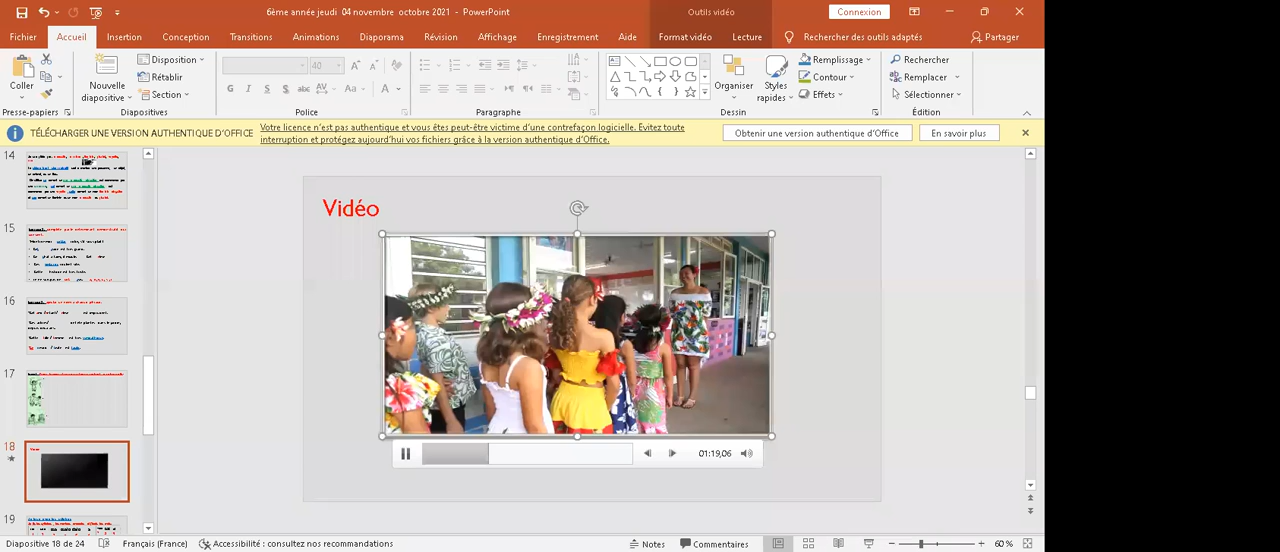 6ème année jeudi 04 novembre octobre 2021 - PowerPoint
Outils vidéo
Connexion
Fichier Accueil Insertion Conception Transitions Animations Diaporama Révision Affichage Enregistrement Aide Format vidéo Lecture Rechercher des outils adaptés Partager
Coller
Nouvelle diapositive
Disposition
Rétablir
Section
40
G I S S abc AV Aa A
Organiser
Styles rapides
Remplissage
Contour
Effets
Rechercher
Remplacer
Sélectionner
Presse-papiers Diapositives Police Paragraphe Dessin Édition
TÉLÉCHARGER UNE VERSION AUTHENTIQUE D'OFFICE
Votre licence n'est pas authentique et vous êtes peut-être victime d'une contrefaçon logicielle. Évitez toute
interruption et protégez aujourd'hui vos fichiers grâce à la version authentique d'Office.
Obtenir une version authentique d'Office
En savoir plus
14
15
16
17
18
19
Vidéo
01:19,06
Diapositive 18 de 24 Français (France) Accessibilité : consultez nos recommandations Notes Commentaires 60 %